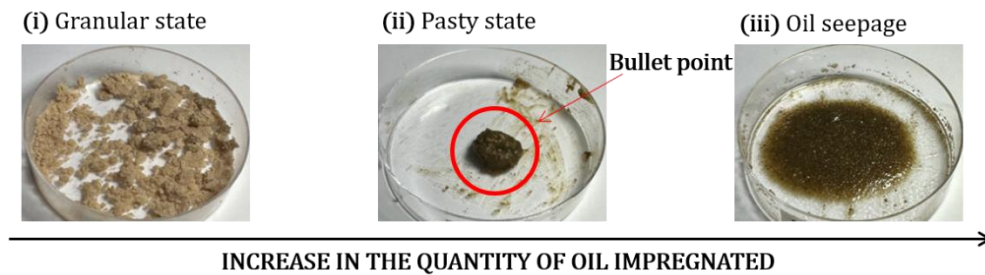 (i) Granular state
(ii) Pasty state
(iii) Oil seepage
Bullet point
INCREASE IN THE QUANTITY OF OIL IMPREGNATED